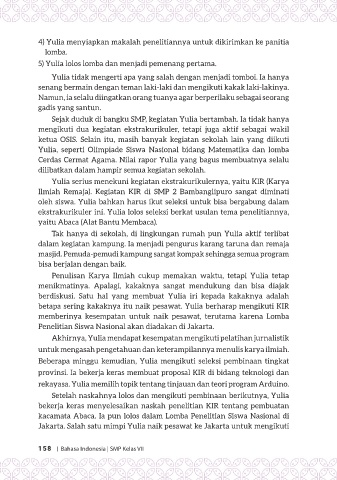 4) Yulia menyiapkan makalah penelitiannya untuk dikirimkan ke panitia
lomba.
5) Yulia lolos lomba dan menjadi pemenang pertama.
Yulia tidak mengerti apa yang salah dengan menjadi tomboi. Ia hanya
senang bermain dengan teman laki-laki dan mengikuti kakak laki-lakinya.
Namun, ia selalu diingatkan orang tuanya agar berperilaku sebagai seorang
gadis yang santun.
Sejak duduk di bangku SMP, kegiatan Yulia bertambah. Ia tidak hanya
mengikuti dua kegiatan ekstrakurikuler, tetapi juga aktif sebagai wakil
ketua OSIS. Selain itu, masih banyak kegiatan sekolah lain yang diikuti
Yulia, seperti Olimpiade Siswa Nasional bidang Matematika dan lomba
Cerdas Cermat Agama. Nilai rapor Yulia yang bagus membuatnya selalu
dilibatkan dalam hampir semua kegiatan sekolah.
Yulia serius menekuni kegiatan ekstrakurikulernya, yaitu KIR (Karya
Ilmiah Remaja). Kegiatan KIR di SMP 2 Bambanglipuro sangat diminati
oleh siswa. Yulia bahkan harus ikut seleksi untuk bisa bergabung dalam
ekstrakurikuler ini. Yulia lolos seleksi berkat usulan tema penelitiannya,
yaitu Abaca (Alat Bantu Membaca).
Tak hanya di sekolah, di lingkungan rumah pun Yulia aktif terlibat
dalam kegiatan kampung. Ia menjadi pengurus karang taruna dan remaja
masjid. Pemuda-pemudi kampung sangat kompak sehingga semua program
bisa berjalan dengan baik.
Penulisan Karya Ilmiah cukup memakan waktu, tetapi Yulia tetap
menikmatinya. Apalagi, kakaknya sangat mendukung dan bisa diajak
berdiskusi. Satu hal yang membuat Yulia iri kepada kakaknya adalah
betapa sering kakaknya itu naik pesawat. Yulia berharap mengikuti KIR
memberinya kesempatan untuk naik pesawat, terutama karena Lomba
Penelitian Siswa Nasional akan diadakan di Jakarta.
Akhirnya, Yulia mendapat kesempatan mengikuti pelatihan jurnalistik
untuk mengasah pengetahuan dan keterampilannya menulis karya ilmiah.
Beberapa minggu kemudian, Yulia mengikuti seleksi pembinaan tingkat
provinsi. Ia bekerja keras membuat proposal KIR di bidang teknologi dan
rekayasa. Yulia memilih topik tentang tinjauan dan teori program Arduino.
Setelah naskahnya lolos dan mengikuti pembinaan berikutnya, Yulia
bekerja keras menyelesaikan naskah penelitian KIR tentang pembuatan
kacamata Abaca. Ia pun lolos dalam Lomba Penelitian Siswa Nasional di
Jakarta. Salah satu mimpi Yulia naik pesawat ke Jakarta untuk mengikuti
158 | Bahasa Indonesia | SMP Kelas VII